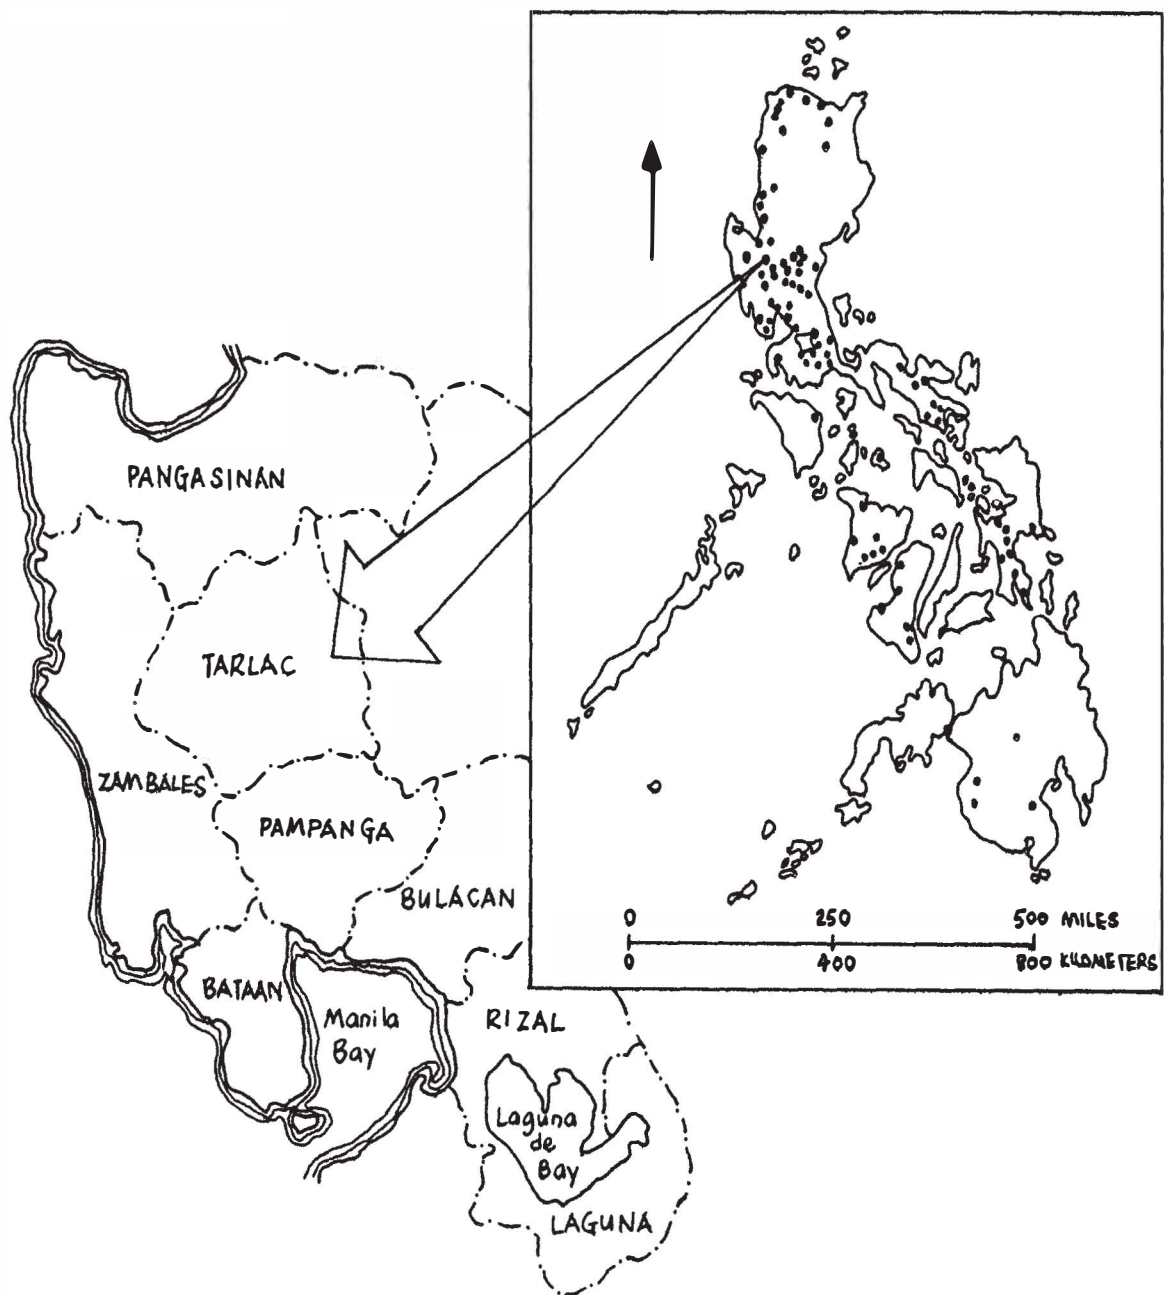 PANGASINAN
TARLAC
ZAMBALES
PAMPANGA
BULACAN
BATAAN
Manila
Bay
RIZAL
Laguna
de
Bay
LAGUNA
0 250 500 MILES
0 400 800 KILOMETERS